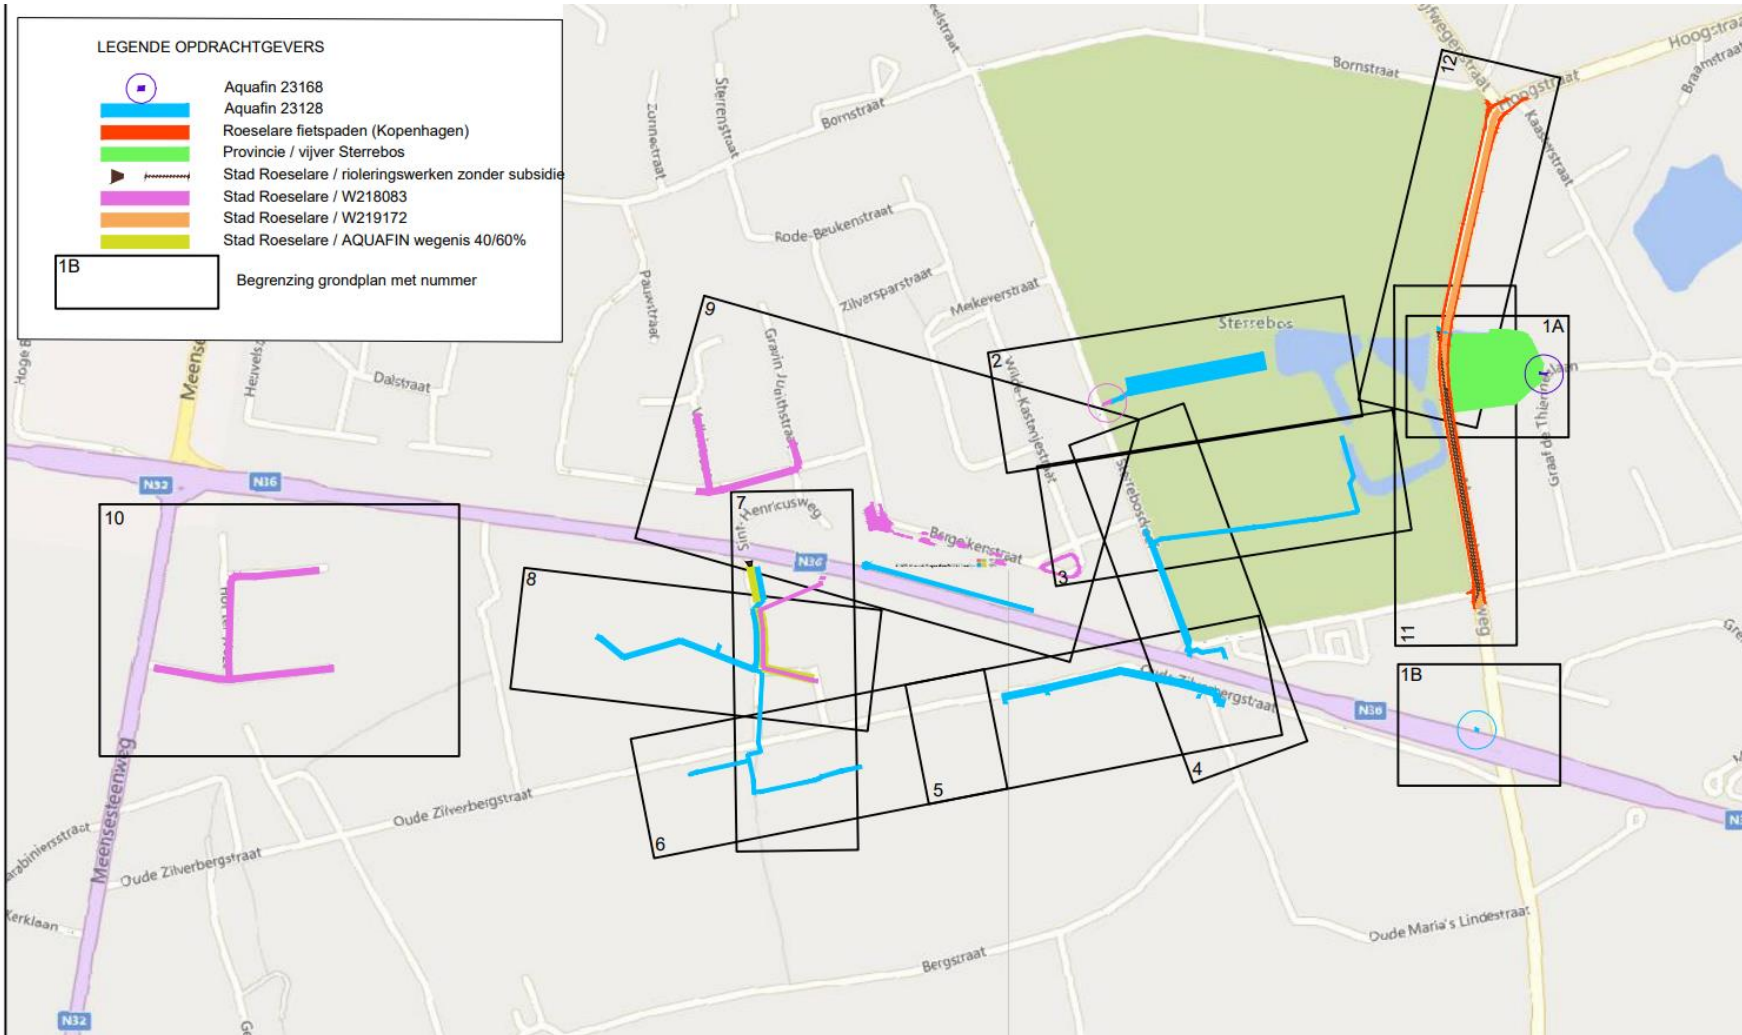 LEGENDE OPDRACHTGEVERS
Aquafin 23168
Aquafin 23128
Roeselare fietspaden (Kopenhagen)
Provincie / vijver Sterrebos
Stad Roeselare / rioleringswerken zonder subsidie
Stad Roeselare / W218083
Stad Roeselare / W219172
Stad Roeselare / AQUAFIN wegenis 40/60%
1B
Begrenzing grondplan met nummer
Hoogstraat
Bornstraat
12
Hoogstraat
Braamstraat
Kaasterstraat
Sterrenstraat
Zonnestraat
Bornstraat
Rode-Beukenstraat
Pauwstraat
Zilversparstraat
Meikeverstraat
9
Gravin Judithstraat
Sterrebos
2
1A
Wilde-Kastanjestraat
Dalstraat
Graaf de Thiennelaan
N32
N36
10
7
Sint-Henricusweg
Bergeikenstraat
N36
3
8
11
weg
1B
Oude Zilverbergstraat
N36
4
5
6
Meensesteenweg
Oude Zilverbergstraat
Oude Zilverbergstraat
Kerklaan
Oude Maria's Lindestraat
Bergstraat
N32